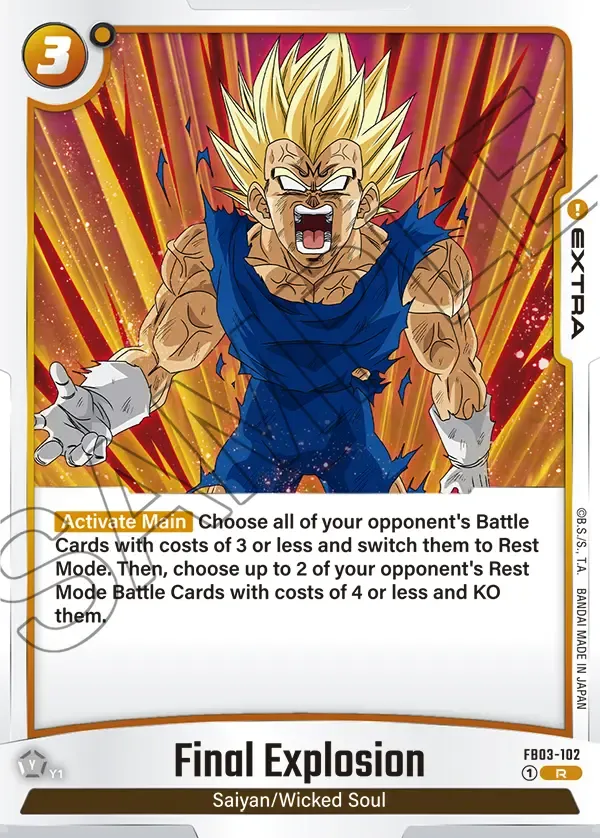 3
EXTRA
SAMPLE
Activate Main Choose all of your opponent's Battle
Cards with costs of 3 or less and switch them to Rest
Mode. Then, choose up to 2 of your opponent's Rest
Mode Battle Cards with costs of 4 or less and KO
them.
©B.S./S., T.A. BANDAI MADE IN JAPAN
Y Y1
Final Explosion
FB03-102
1 R
Saiyan/Wicked Soul